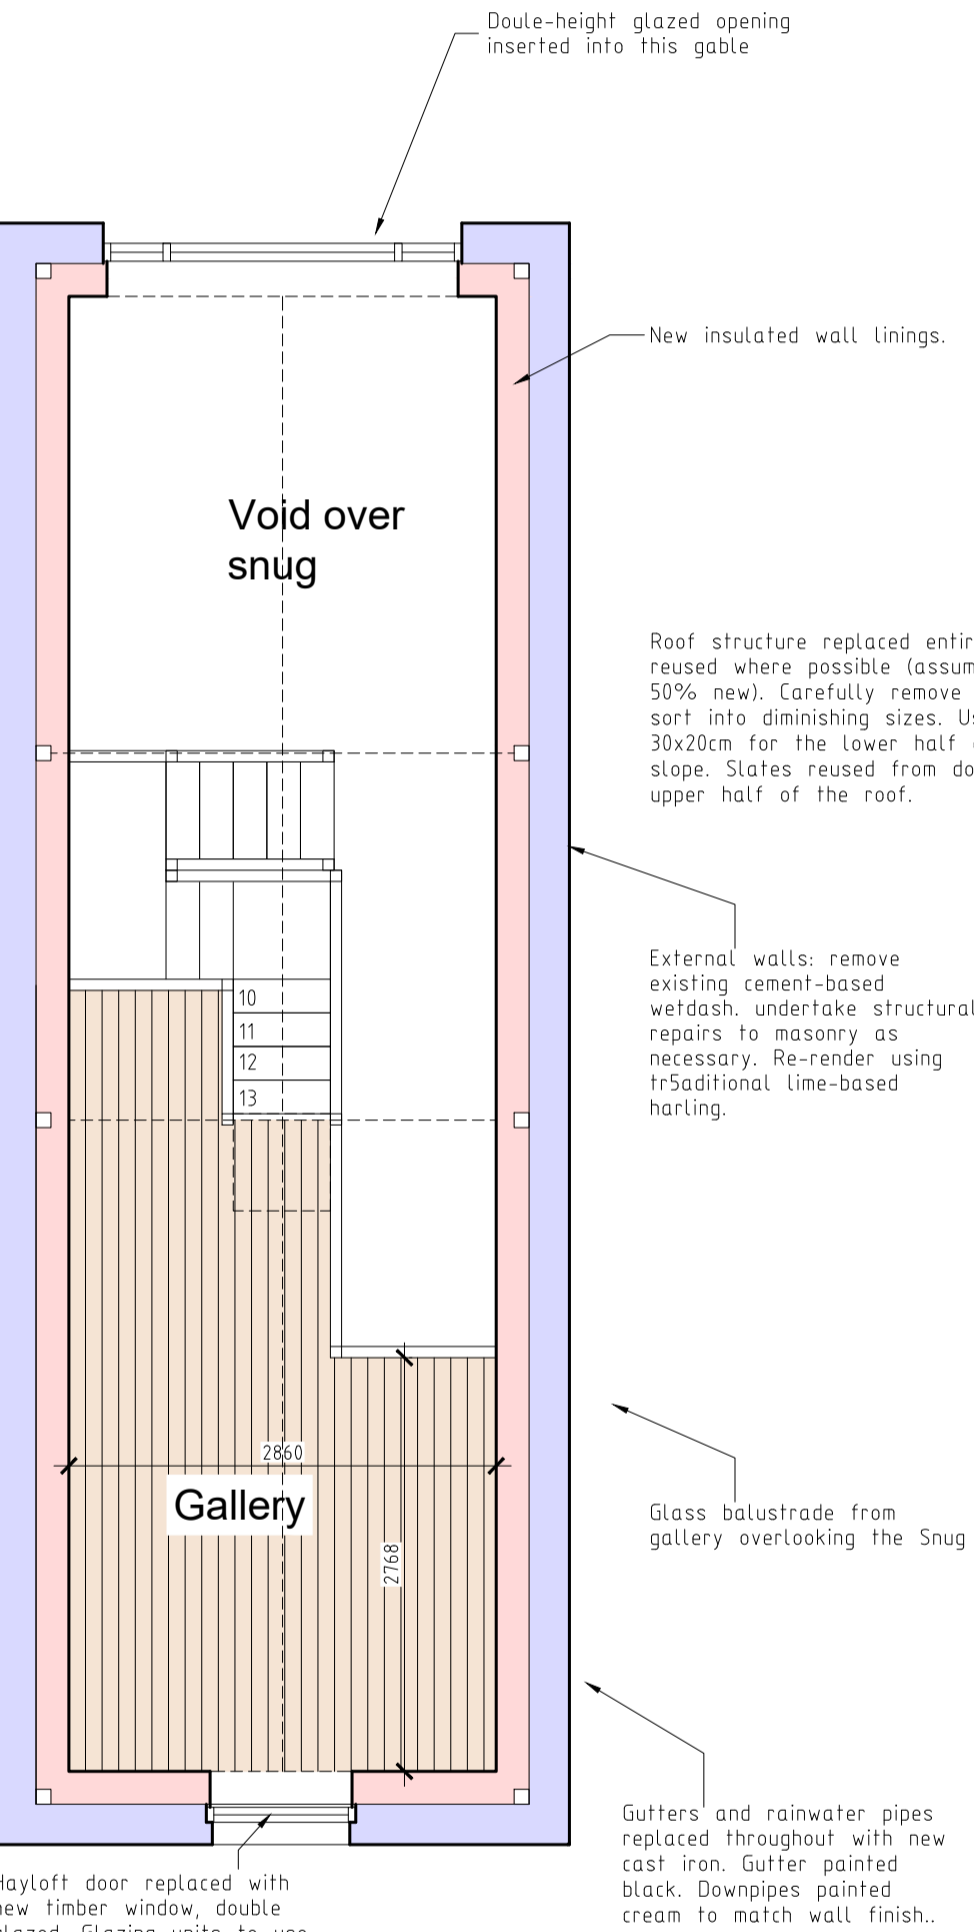 Doule-height glazed opening
inserted into this gable
New insulated wall linings.
Void over
snug
Roof structure replaced
reused where possible
50% new). Carefully remove
sort into diminishing sizes.
30x20cm for the lower half
slope. Slates reused from
upper half of the roof.
External walls: remove
existing cement-based
wetdash. undertake structural
repairs to masonry as
necessary. Re-render using
tr5aditional lime-based
harling.
10
11
12
13
2860
Gallery
2768
Glass balustrade from
gallery overlooking the Snug
Gutters and rainwater pipes
replaced throughout with new
cast iron. Gutter painted
black. Downpipes painted
cream to match wall finish..
Hayloft door replaced with
new timber window, double